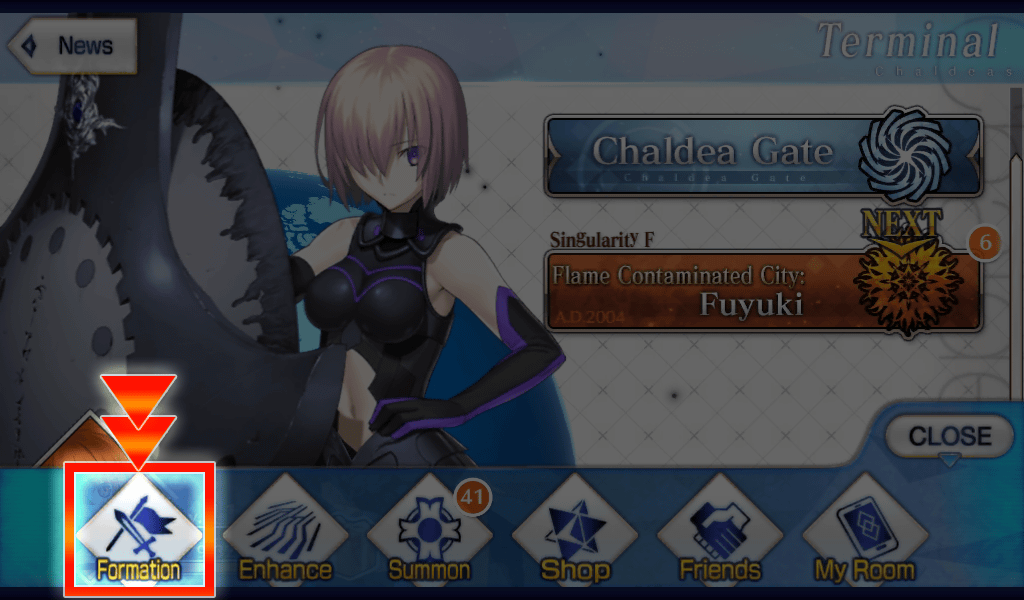 News
Terminal
Chaldeas
Chaldea Gate
Chaldea Gate
NEXT
6
Singularity F
Flame Contaminated City:
Fuyuki
A.D.2004
CLOSE
41
Formation
Enhance
Summon
Shop
Friends
My Room